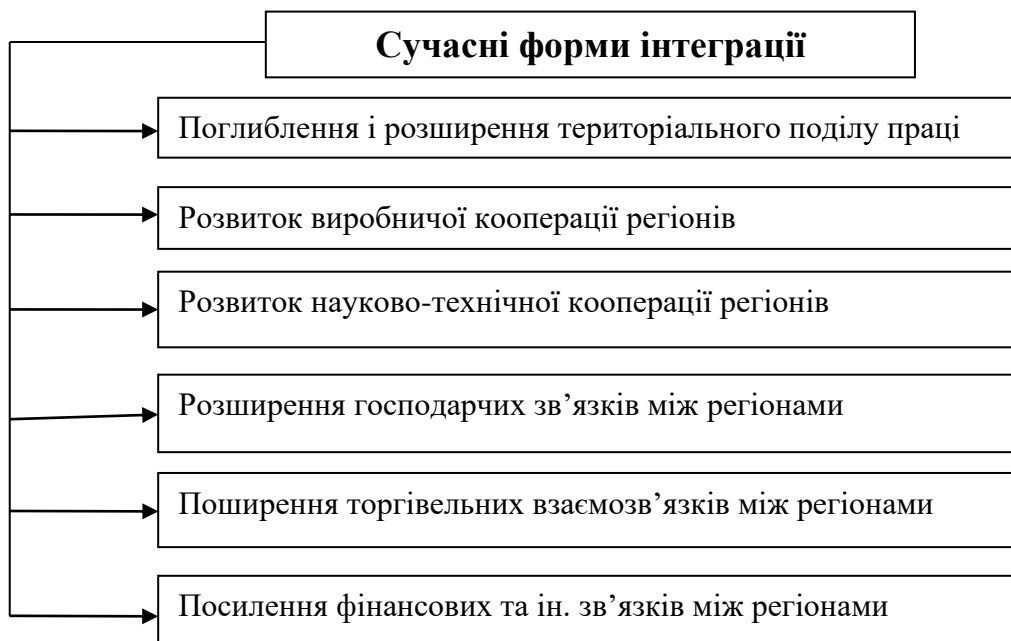 Сучасні форми інтеграції
Поглиблення і розширення територіального поділу праці
Розвиток виробничої кооперації регіонів
Розвиток науково-технічної кооперації регіонів
Розширення господарчих зв’язків між регіонами
Поширення торгівельних взаємозв’язків між регіонами
Посилення фінансових та ін. зв’язків між регіонами